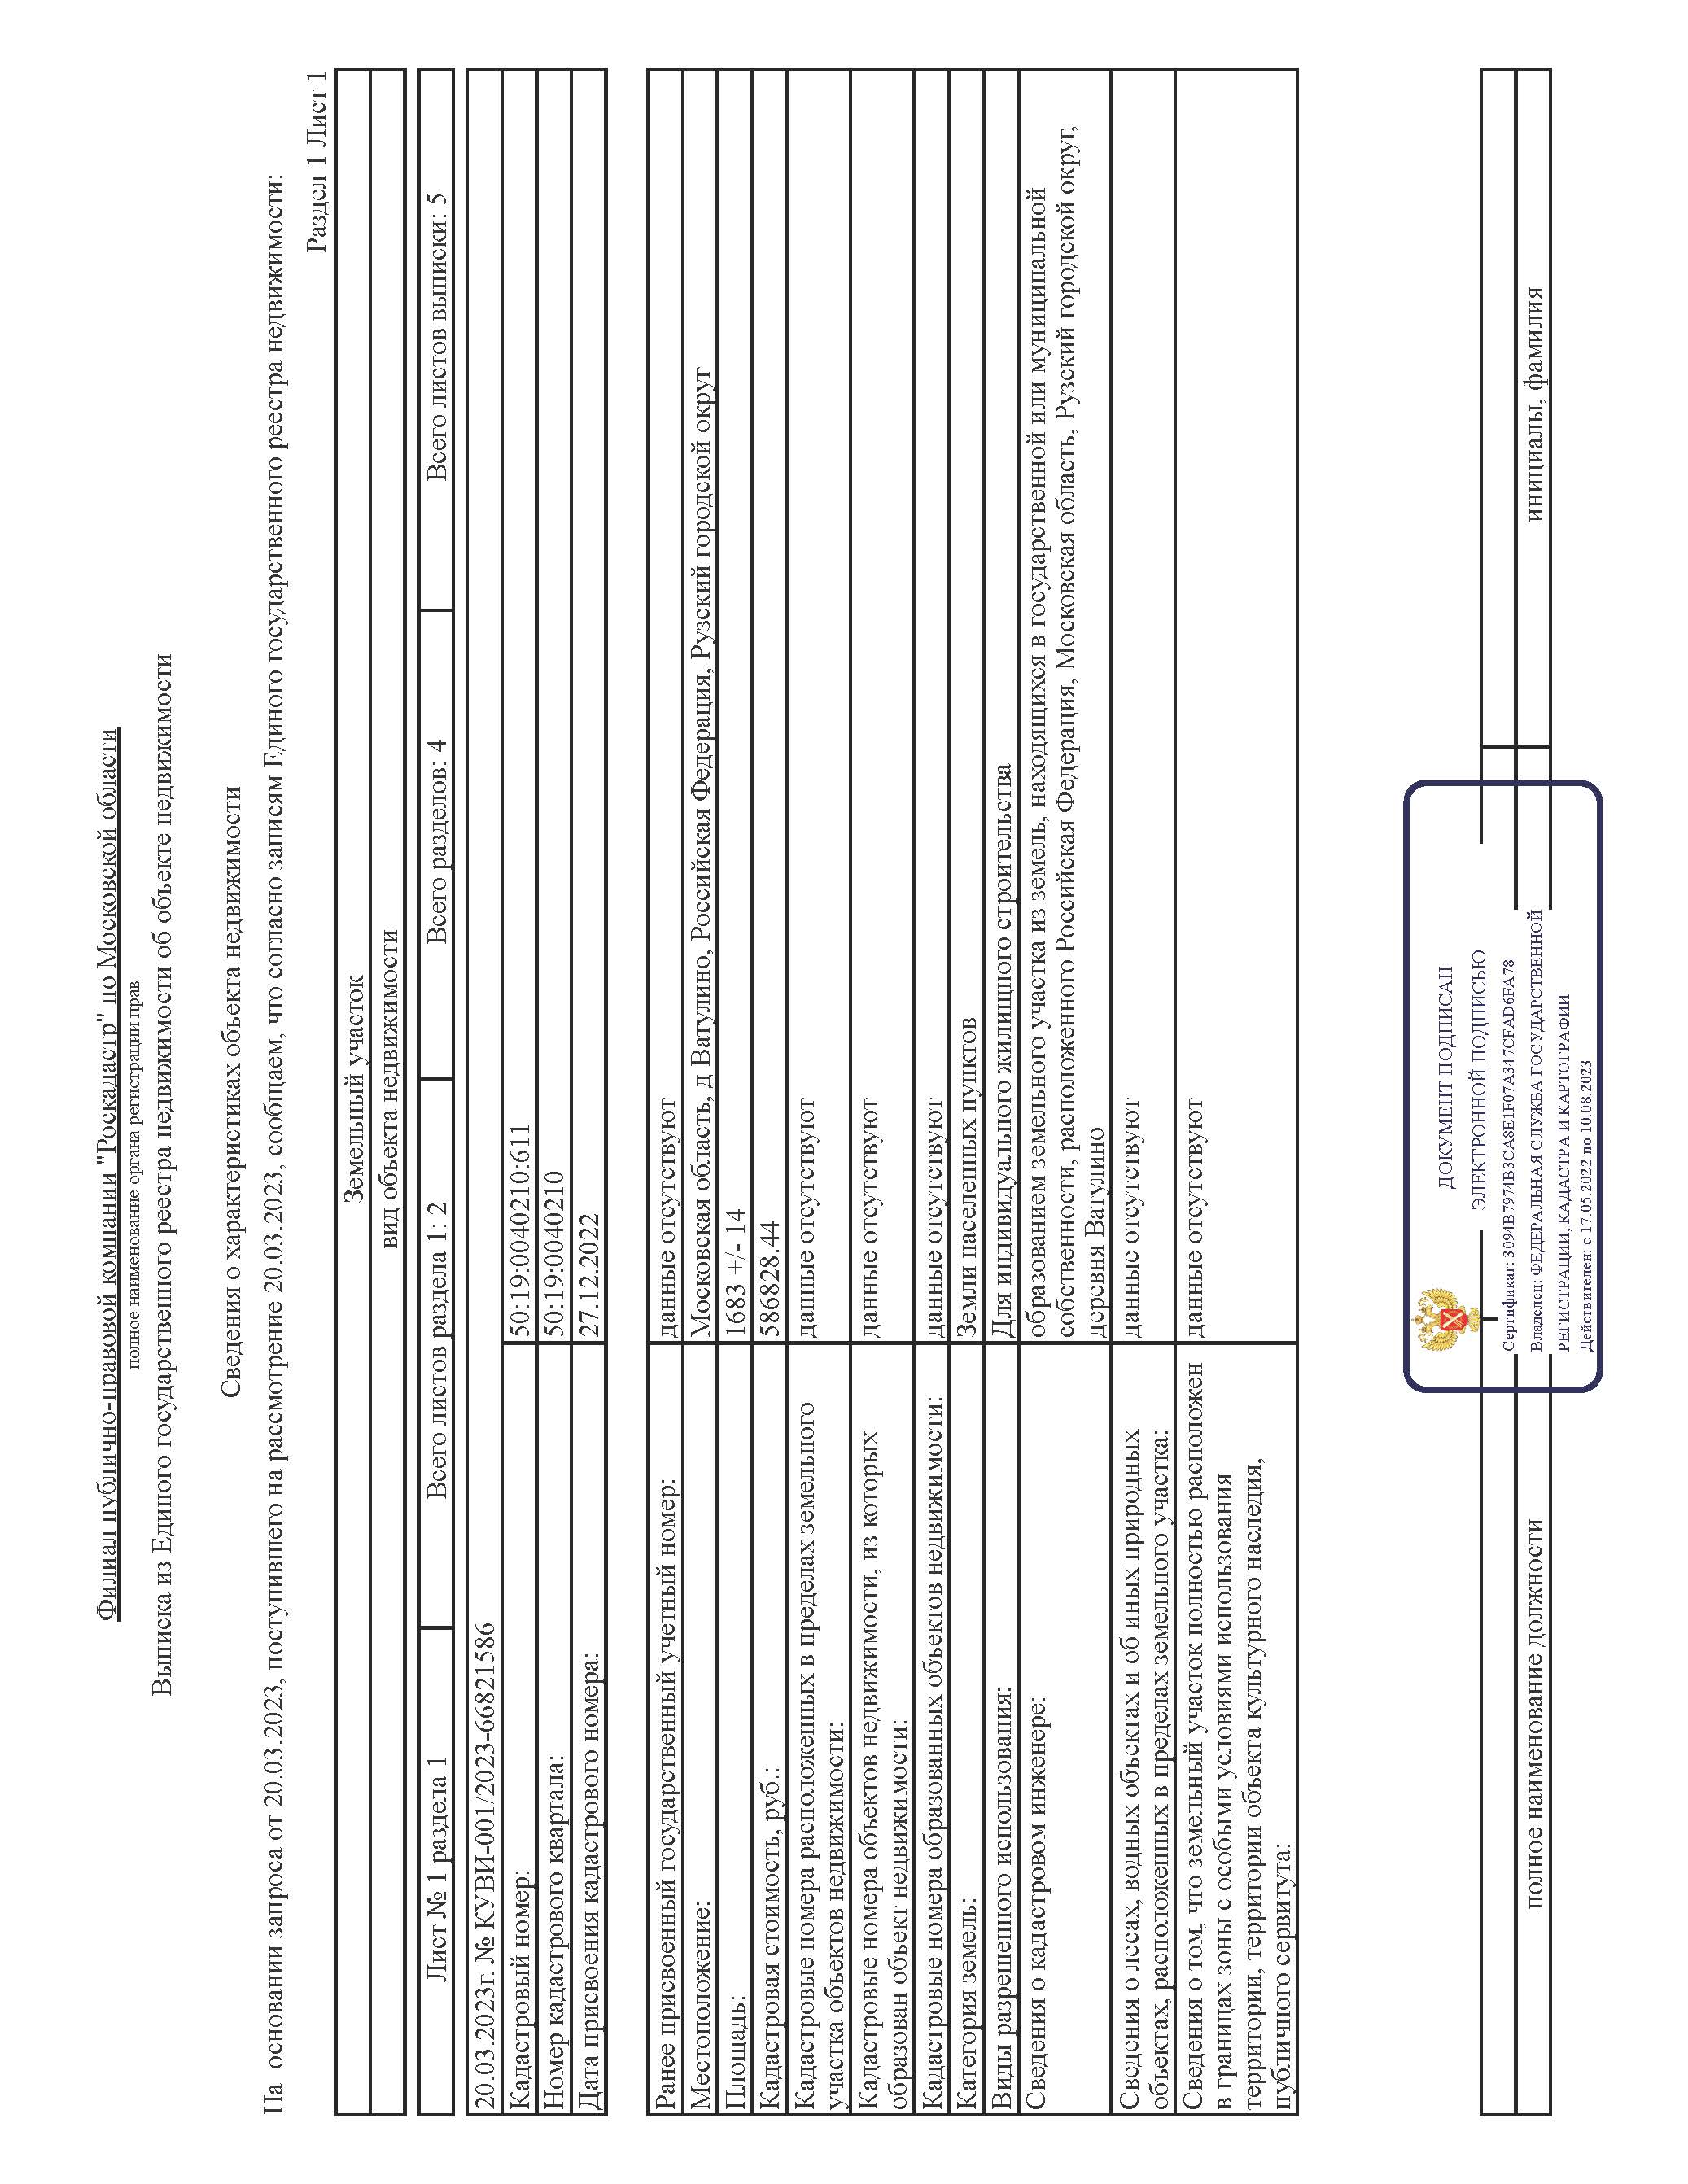 Филиал публично-правовой компании "Роскадастр" по Московской области
полное наименование органа регистрации прав
Выписка из Единого государственного реестра недвижимости об объекте недвижимости
Сведения о характеристиках объекта недвижимости
На основании запроса от 20.03.2023, поступившего на рассмотрение 20.03.2023, сообщаем, что согласно записям Единого государственного реестра недвижимости:
Раздел 1 Лист 1
Земельный участок
вид объекта недвижимости
Лист № 1 раздела 1 Всего листов раздела 1: 2 Всего разделов: 4 Всего листов выписки: 5
20.03.2023г. № КУВИ-001/2023-66821586
Кадастровый номер: 50:19:0040210:611
Номер кадастрового квартала: 50:19:0040210
Дата присвоения кадастрового номера: 27.12.2022
Ранее присвоенный государственный учетный номер: данные отсутствуют
Местоположение: Московская область, д Ватулино, Российская Федерация, Рузский городской округ
Площадь: 1683 +/- 14
Кадастровая стоимость, руб.: 586828.44
Кадастровые номера расположенных в пределах земельного
участка объектов недвижимости:
данные отсутствуют
Кадастровые номера объектов недвижимости, из которых
образован объект недвижимости:
данные отсутствуют
Кадастровые номера образованных объектов недвижимости: данные отсутствуют
Категория земель: Земли населенных пунктов
Виды разрешенного использования: Для индивидуального жилищного строительства
Сведения о кадастровом инженере:
образованием земельного участка из земель, находящихся в государственной или муниципальной
собственности, расположенного Российская Федерация, Московская область, Рузский городской округ,
деревня Ватулино
Сведения о лесах, водных объектах и об иных природных
объектах, расположенных в пределах земельного участка:
данные отсутствуют
Сведения о том, что земельный участок полностью расположен
в границах зоны с особыми условиями использования
территории, территории объекта культурного наследия,
публичного сервитута:
данные отсутствуют
ДОКУМЕНТ ПОДПИСАН
ЭЛЕКТРОННОЙ ПОДПИСЬЮ
Сертификат: 3094B7974B3CA8E1F07A347CFAD6FA78
Владелец: ФЕДЕРАЛЬНАЯ СЛУЖБА ГОСУДАРСТВЕННОЙ
РЕГИСТРАЦИИ, КАДАСТРА И КАРТОГРАФИИ
Действителен: с 17.05.2022 по 10.08.2023
полное наименование должности инициалы, фамилия